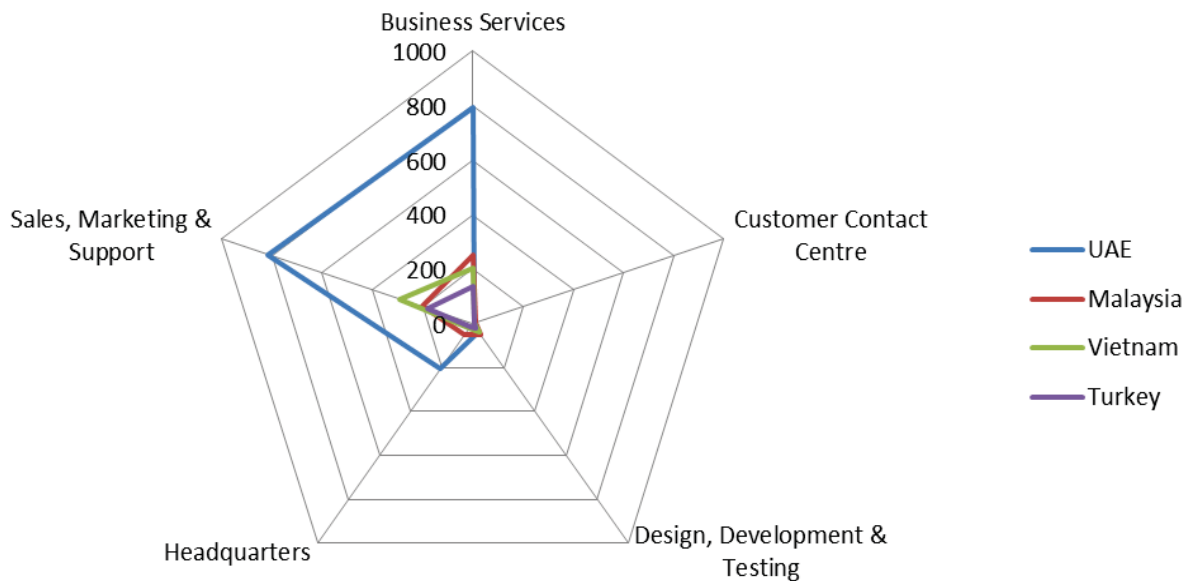 Business Services
1000
800
600
400
200
0
Sales, Marketing &
Support
Customer Contact
Centre
Headquarters
Design, Development &
Testing
UAE
Malaysia
Vietnam
Turkey